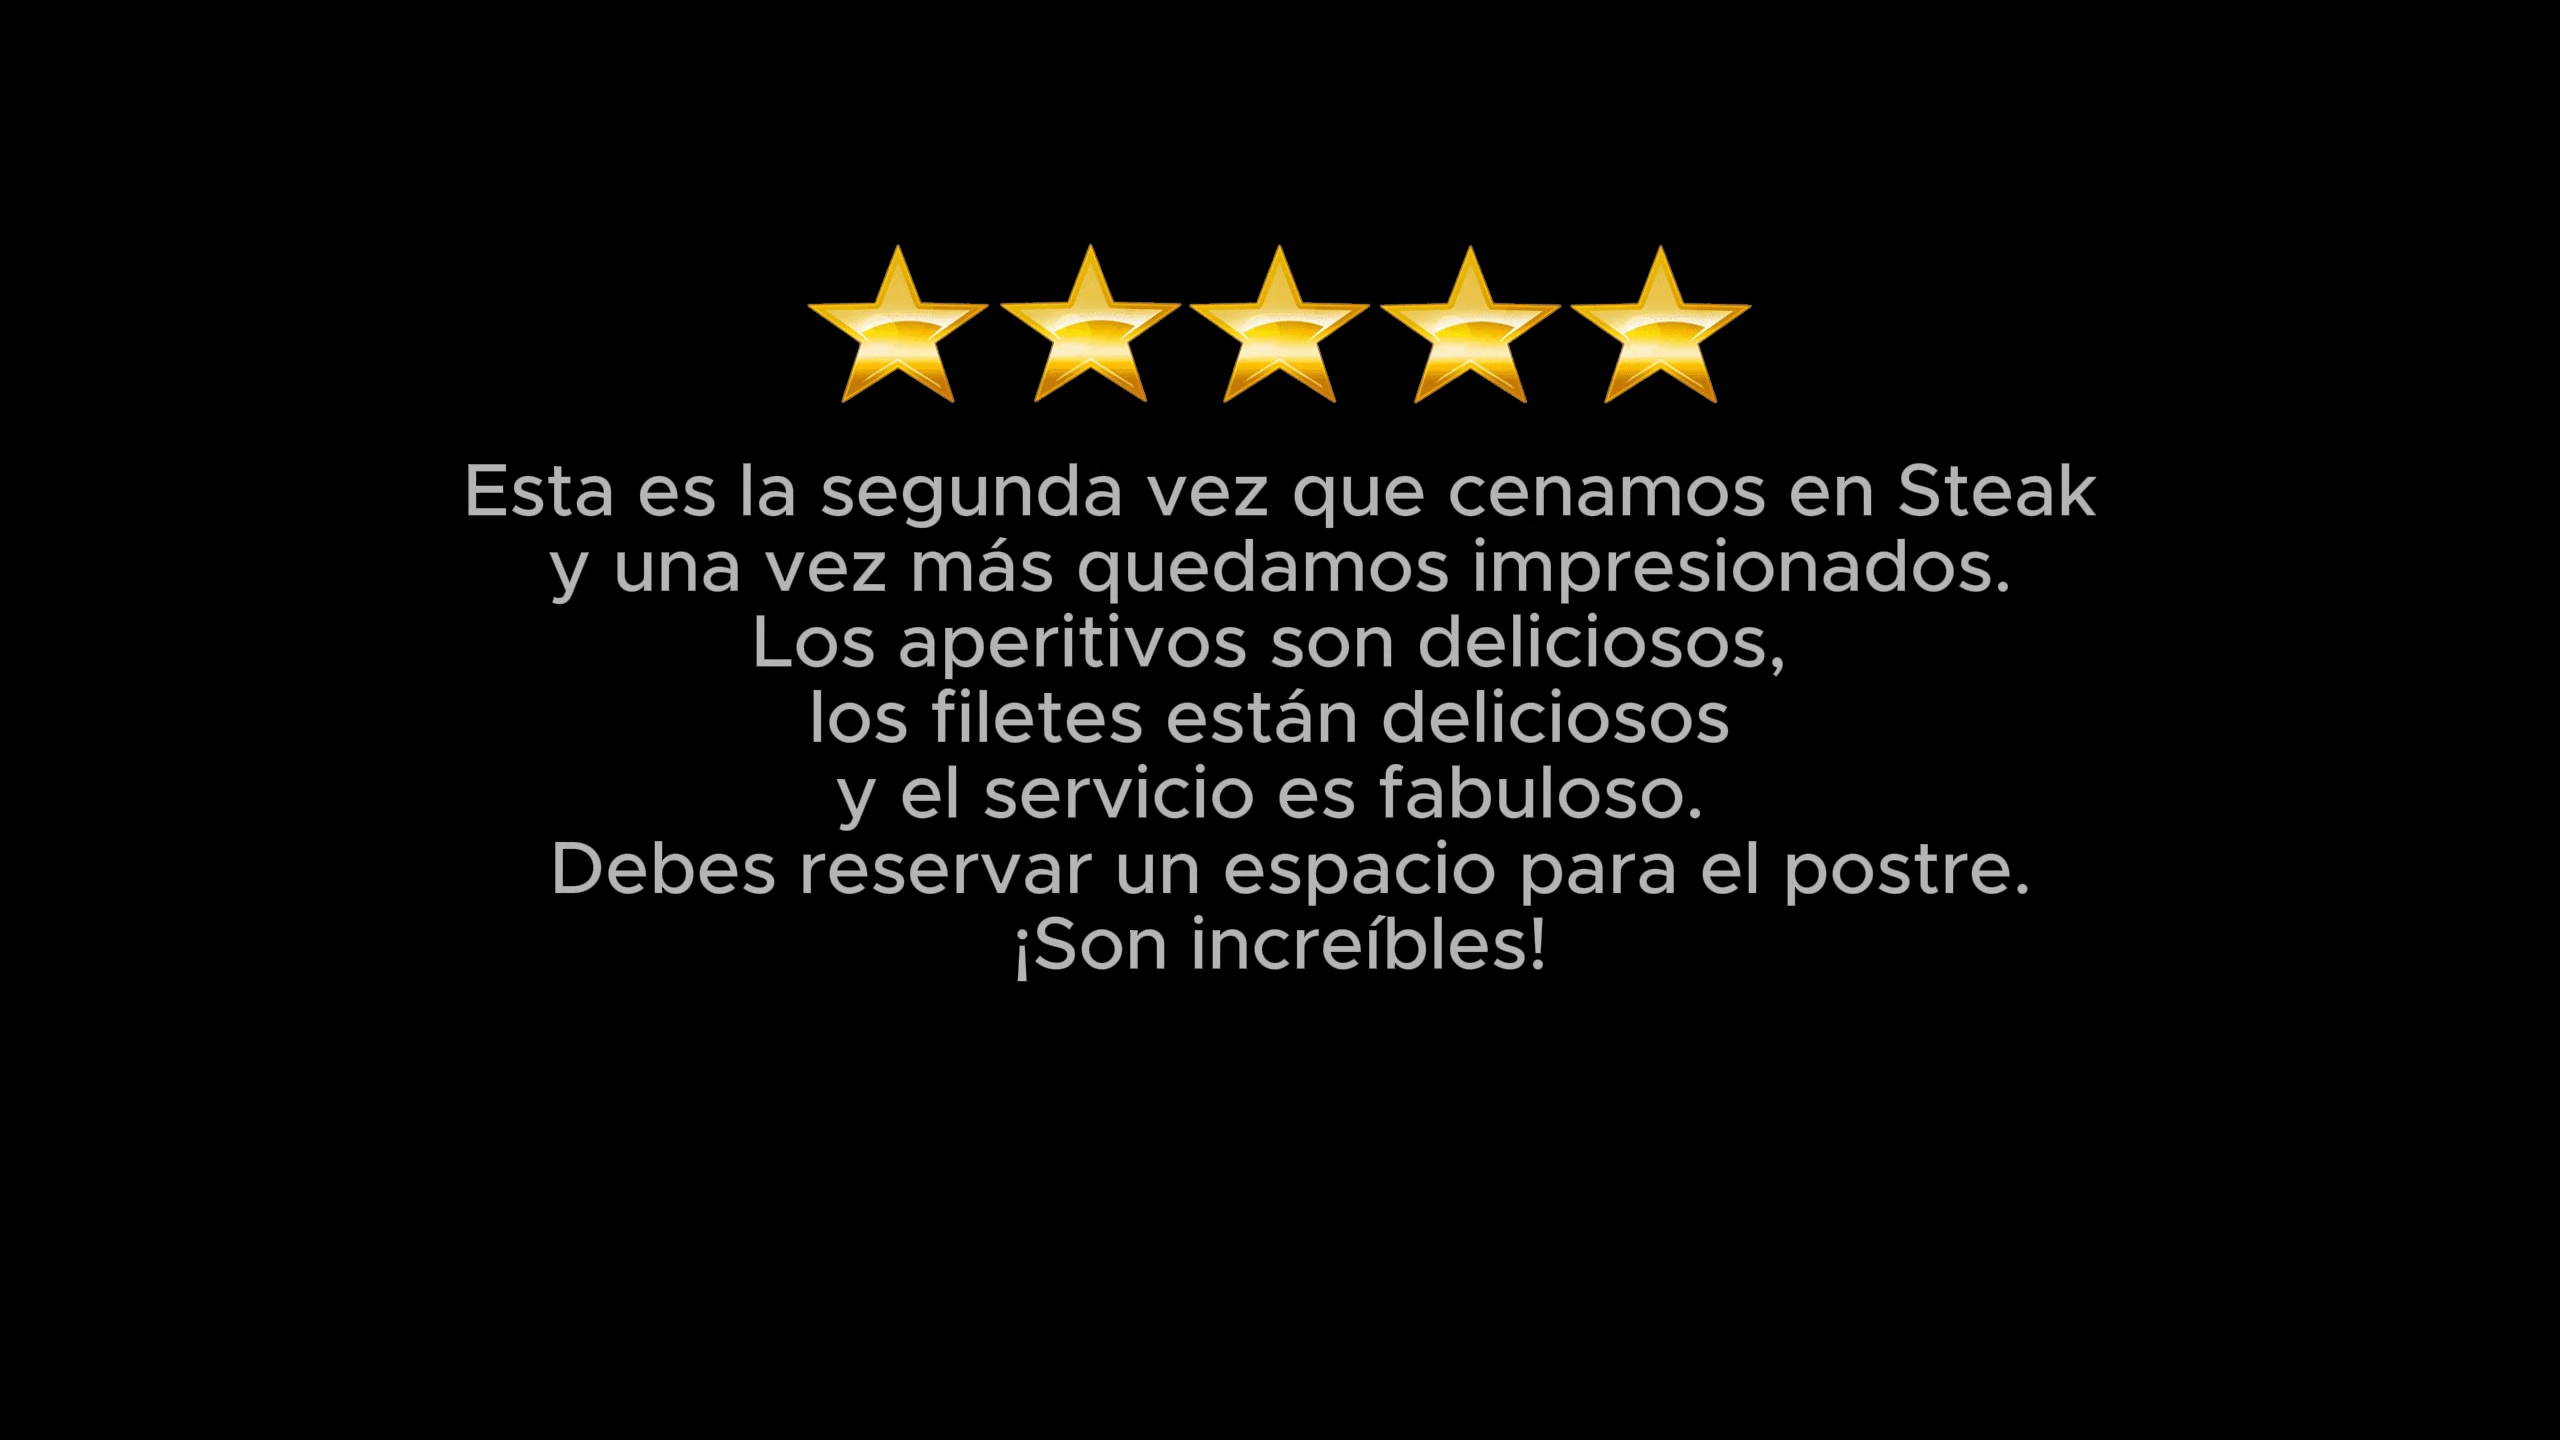 Esta es la segunda vez que cenamos en Steak
y una vez más quedamos impresionados.
Los aperitivos son deliciosos,
los filetes están deliciosos
y el servicio es fabuloso.
Debes reservar un espacio para el postre.
¡Son increíbles!